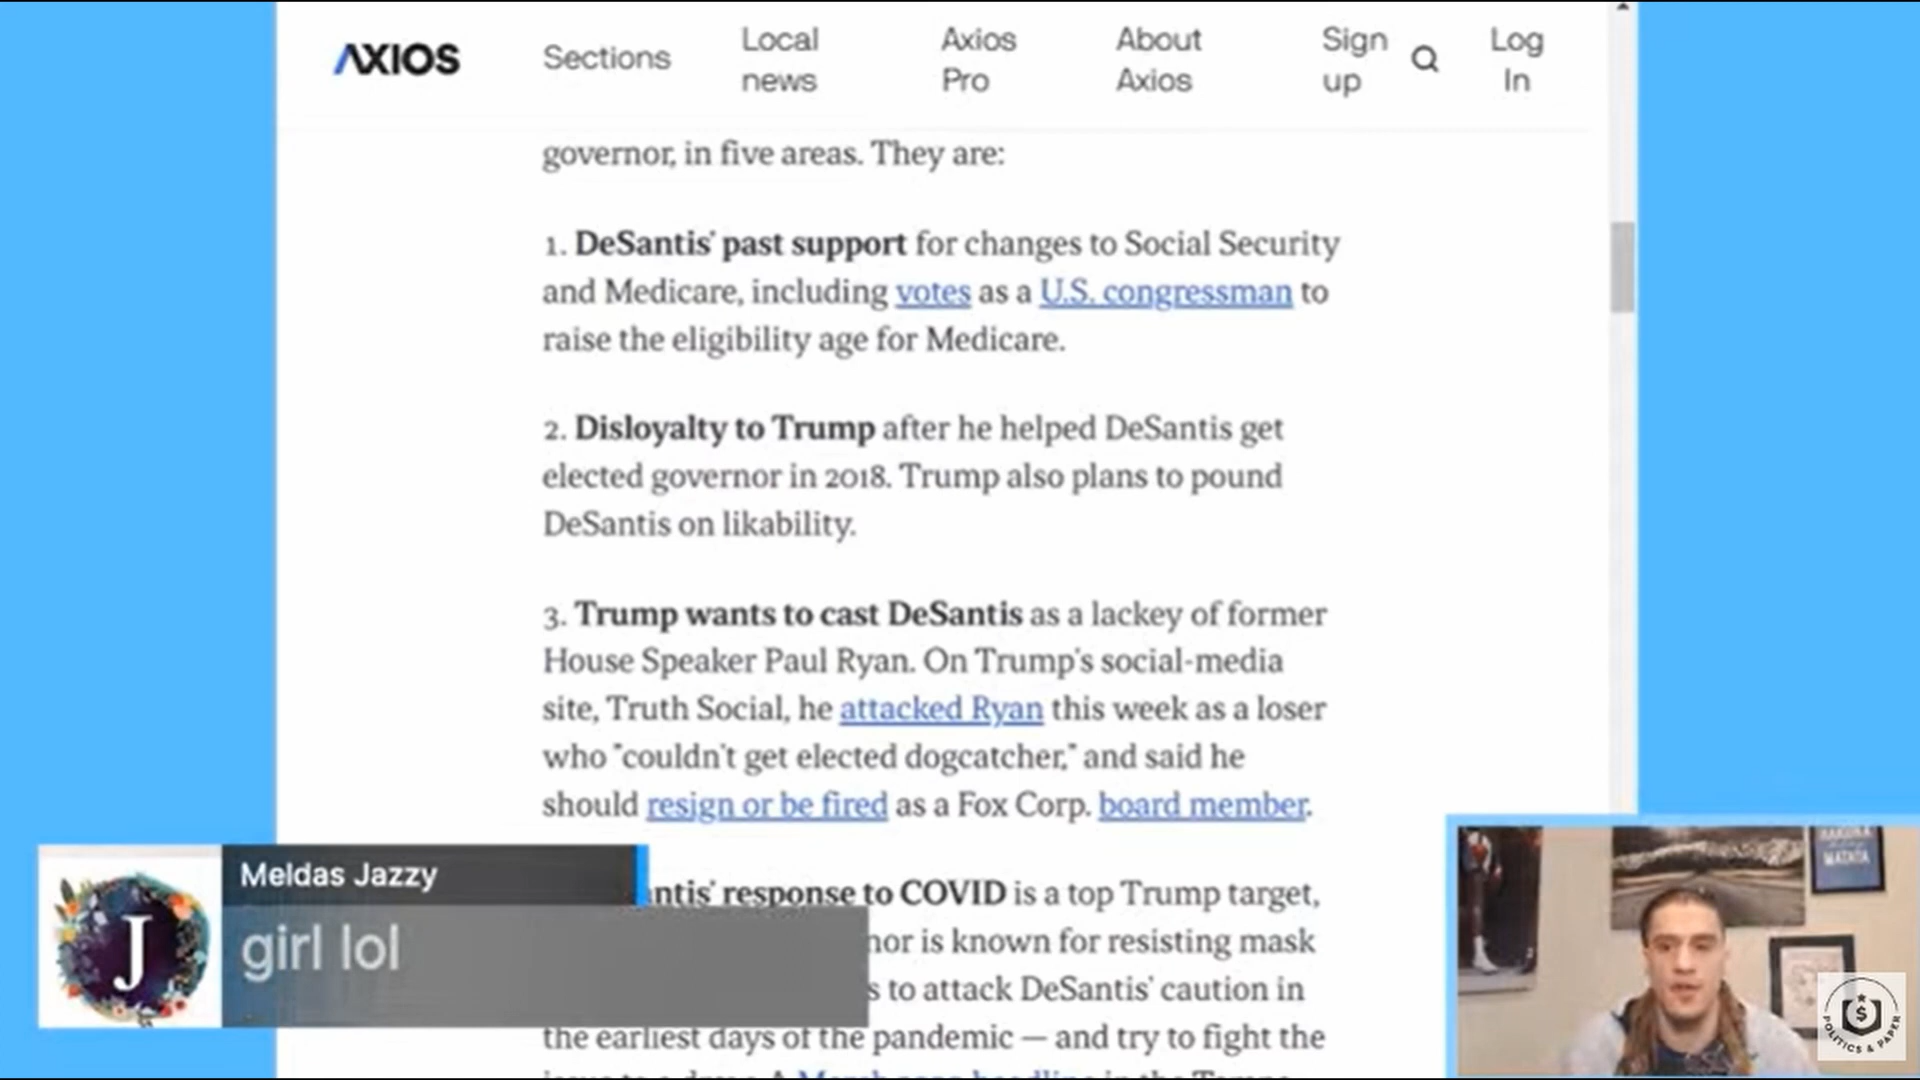 AXIOS
Sections
Local
news
Axios
Pro
About
Axios
Sign
up
Log
In
governor, in five areas. They are:
1. DeSantis' past support for changes to Social Security
and Medicare, including votes as a U.S. congressman to
raise the eligibility age for Medicare.
2. Disloyalty to Trump after he helped DeSantis get
elected governor in 2018. Trump also plans to pound
DeSantis on likability.
3. Trump wants to cast DeSantis as a lackey of former
House Speaker Paul Ryan. On Trump's social-media
site, Truth Social, he attacked Ryan this week as a loser
who "couldn't get elected dogcatcher," and said he
should resign or be fired as a Fox Corp. board member.
ntis' response to COVID is a top Trump target,
nor is known for resisting mask
s to attack DeSantis' caution in
the earliest days of the pandemic — and try to fight the
Meldas Jazzy
girl lol
J
HAKUNA
MATATA
$
POLITICS & PAPER